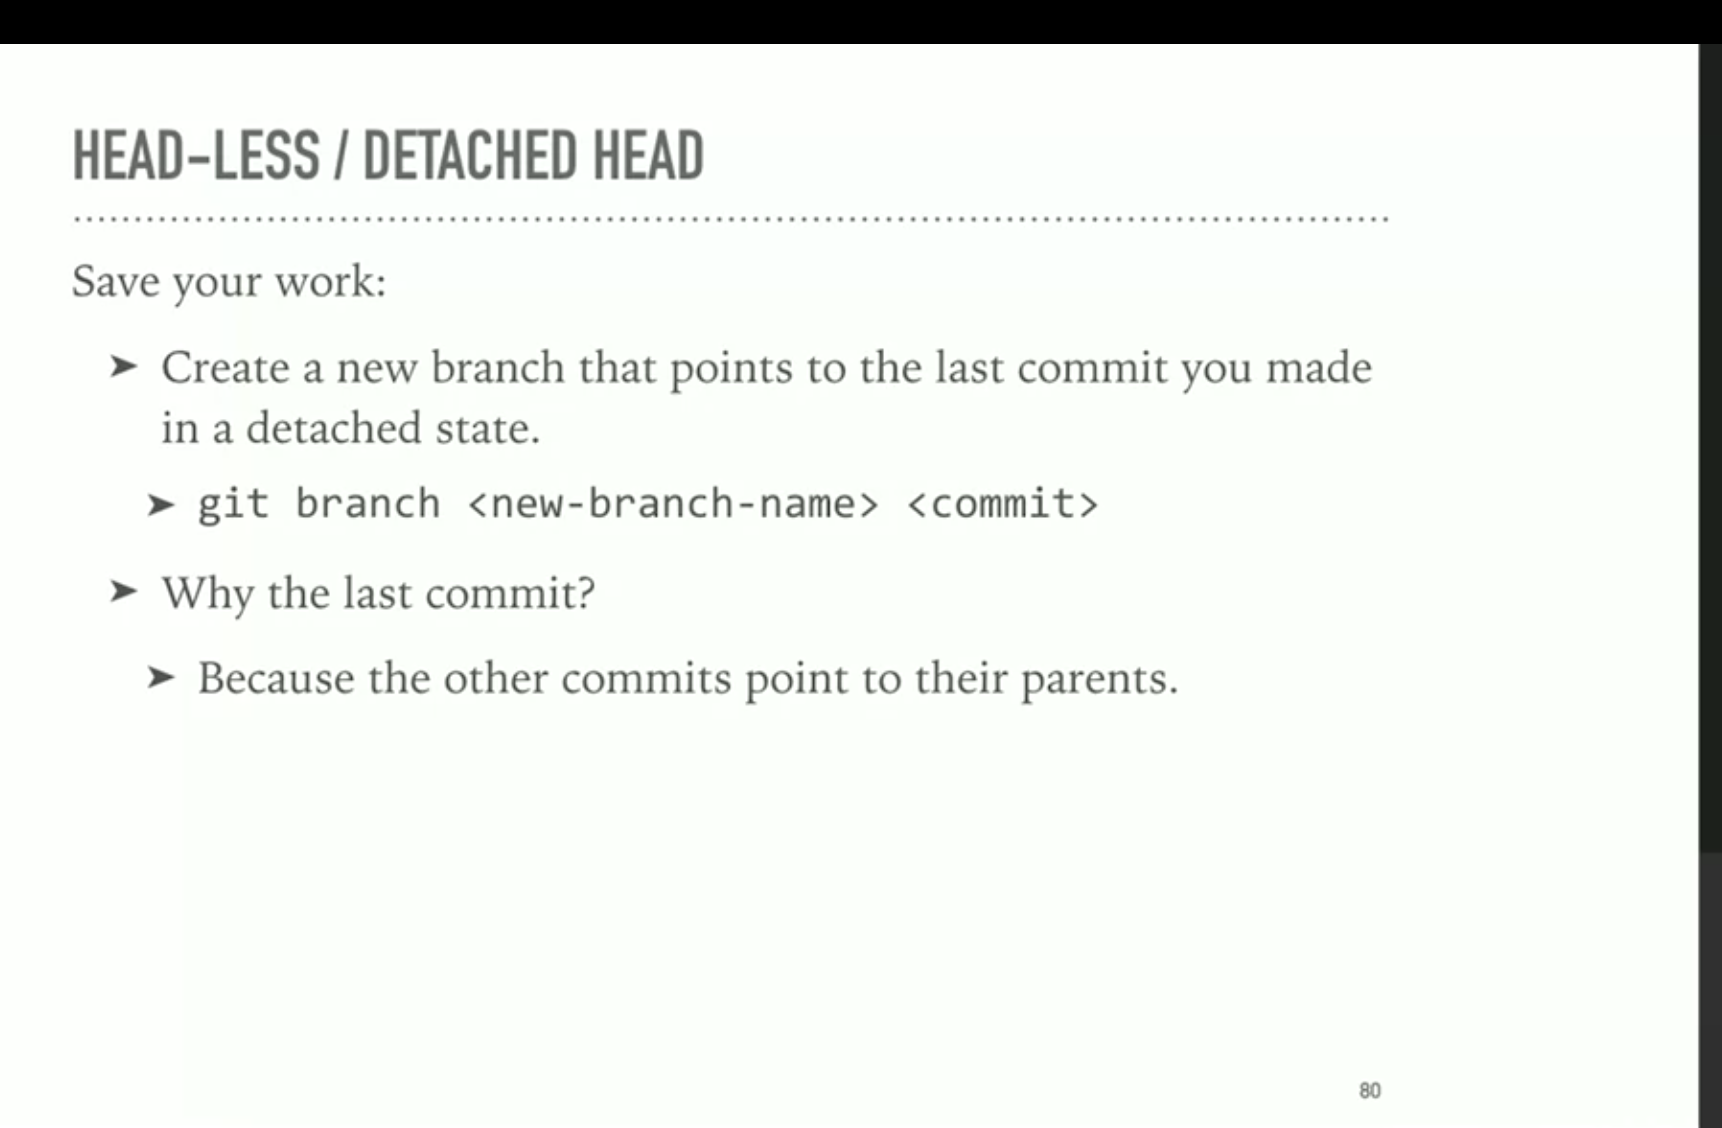 HEAD-LESS / DETACHED HEAD
Save your work:
➤ Create a new branch that points to the last commit you made
in a detached state.
➤ git branch <new-branch-name> <commit>
➤ Why the last commit?
➤ Because the other commits point to their parents.
80